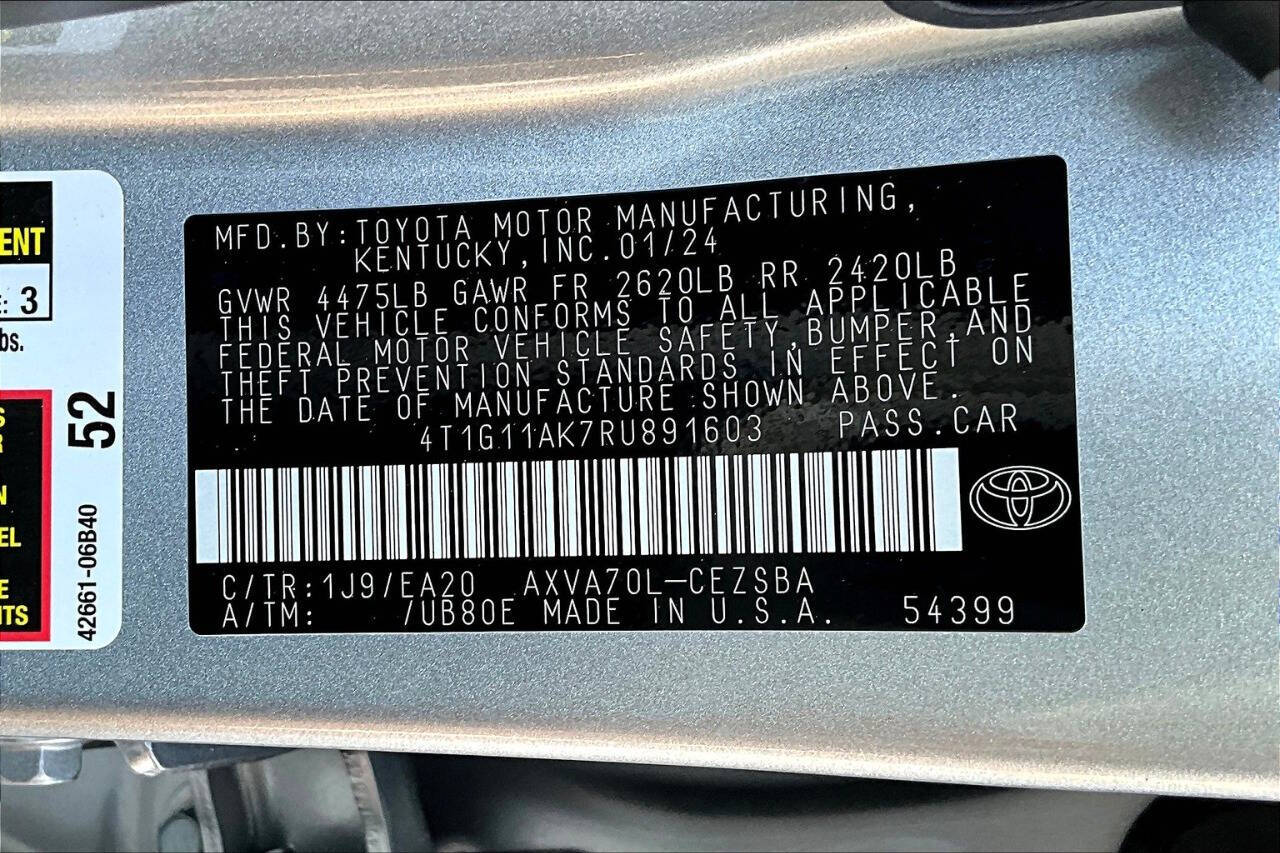 ENT
: 3
bs.
52
EL
E
ITS
42661-06B40
MFD.BY:TOYOTA MOTOR MANUFACTURING,
KENTUCKY,INC.01/24
GVWR 4475LB GAWR FR 2620LB RR 2420LB
THIS VEHICLE CONFORMS TO ALL APPLICABLE
FEDERAL MOTOR VEHICLE SAFETY,BUMPER,AND
THEFT PREVENTION STANDARDS IN EFFECT ON
THE DATE OF MANUFACTURE SHOWN ABOVE.
4T1G11AK7RU891603 PASS.CAR
C/TR:1J9/EA20 AXVA70L-CEZSBA
A/TM: /UB80E MADE IN U.S.A. 54399